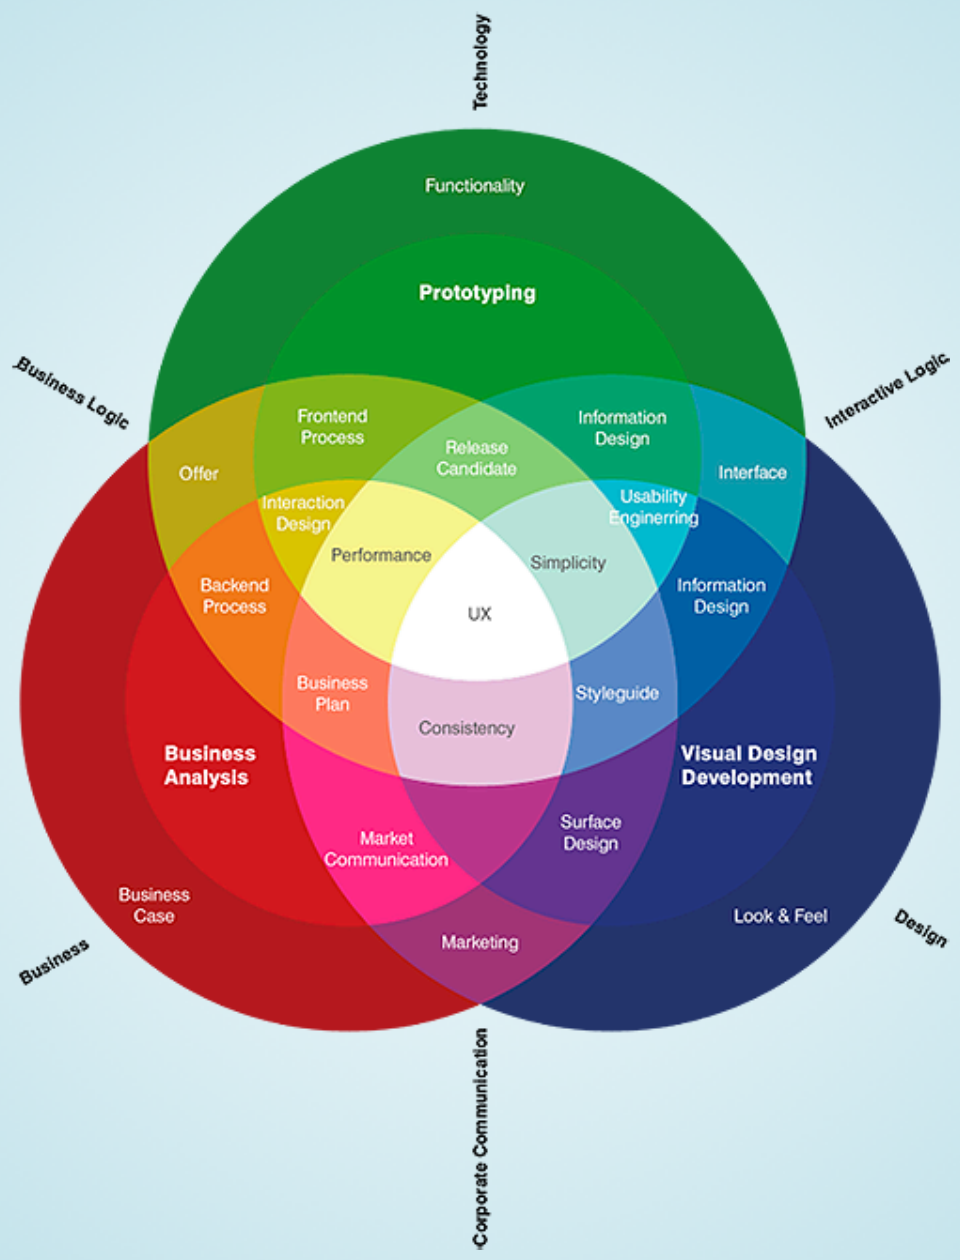 Technology
Functionality
Prototyping
Business Logic
Interactive Logic
Frontend
Process
Information
Design
Release
Candidate
Offer
Interface
Interaction
Design
Usability
Enginerring
Performance
Simplicity
Backend
Process
Information
Design
UX
Business
Plan
Styleguide
Consistency
Business
Analysis
Visual Design
Development
Surface
Design
Market
Communication
Business
Case
Look & Feel
Marketing
Business
Design
Corporate Communication